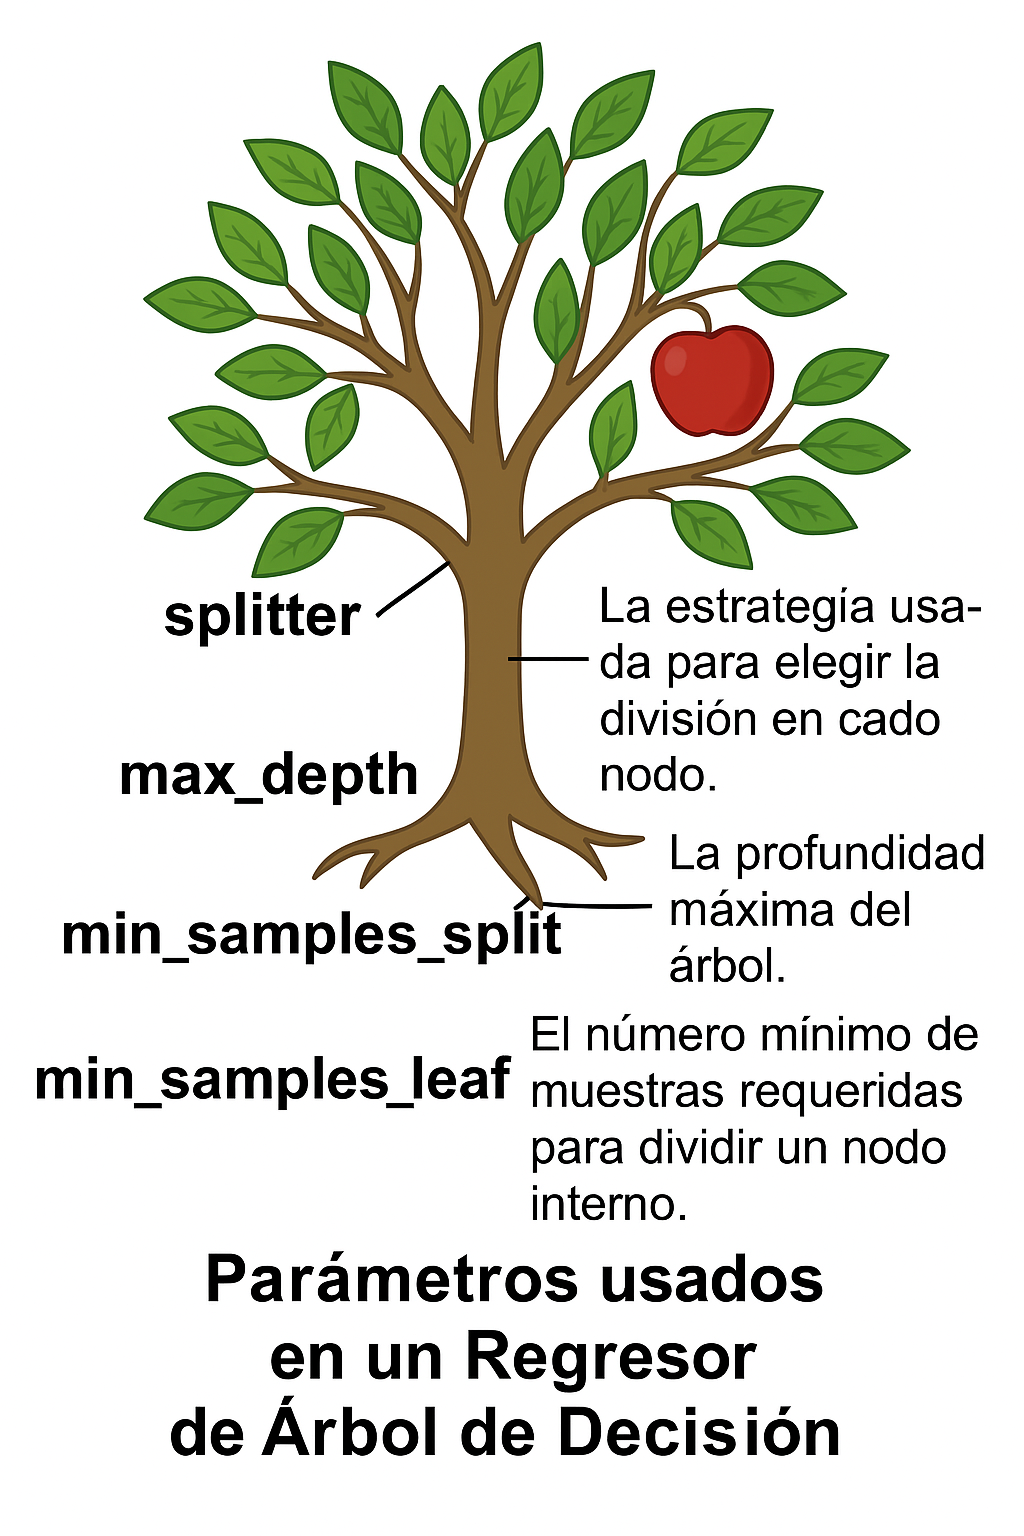 splitter
La estrategia usa-
da para elegir la
división en cado
nodo.
max_depth
La profundidad
máxima del
árbol.
min_samples_split
El número mínimo de
muestras requeridas
para dividir un nodo
interno.
min_samples_leaf
Parámetros usados
en un Regresor
de Árbol de Decisión